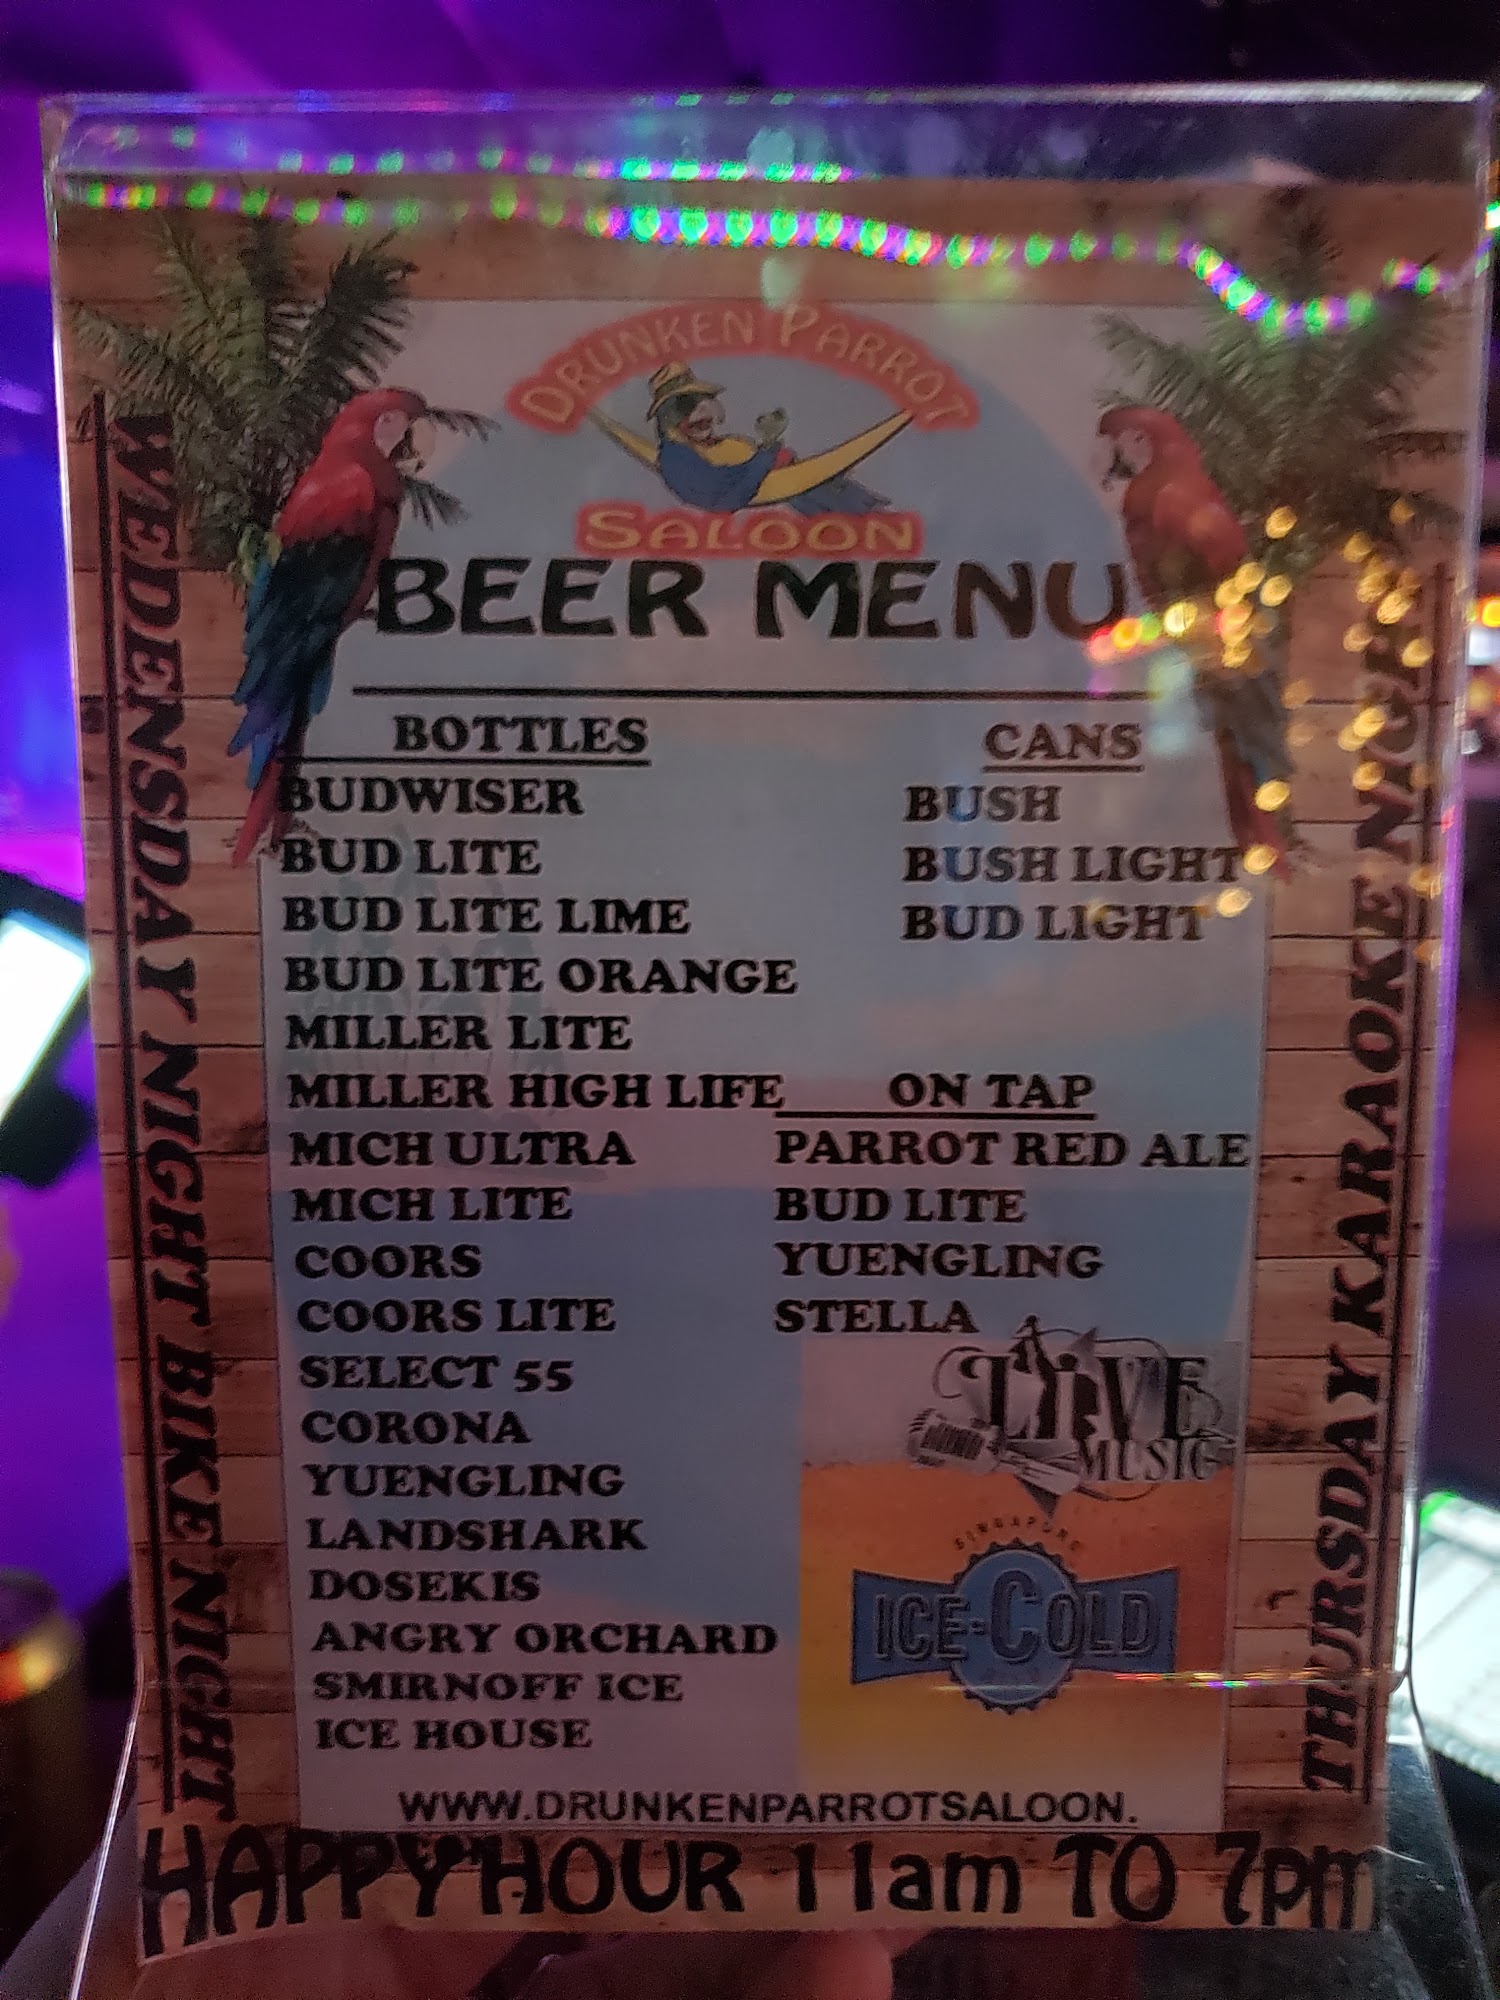 DRUNKEN PARROT
SALOON
BEER MENU
BOTTLES
BUDWISER
BUD LITE
BUD LITE LIME
BUD LITE ORANGE
MILLER LITE
MILLER HIGH LIFE
MICH ULTRA
MICH LITE
COORS
COORS LITE
SELECT 55
CORONA
YUENGLING
LANDSHARK
DOSEKIS
ANGRY ORCHARD
SMIRNOFF ICE
ICE HOUSE
CANS
BUSH
BUSH LIGHT
BUD LIGHT
ON TAP
PARROT RED ALE
BUD LITE
YUENGLING
STELLA
LIVE
MUSIC
SINGAPORE
ICE-COLD
WWW.DRUNKENPARROTSALOON.
HAPPY HOUR 11am TO 7pm
WEDENSDAY NIGHT BIKE NIGHT
THURSDAY KARAOKE NIGHT